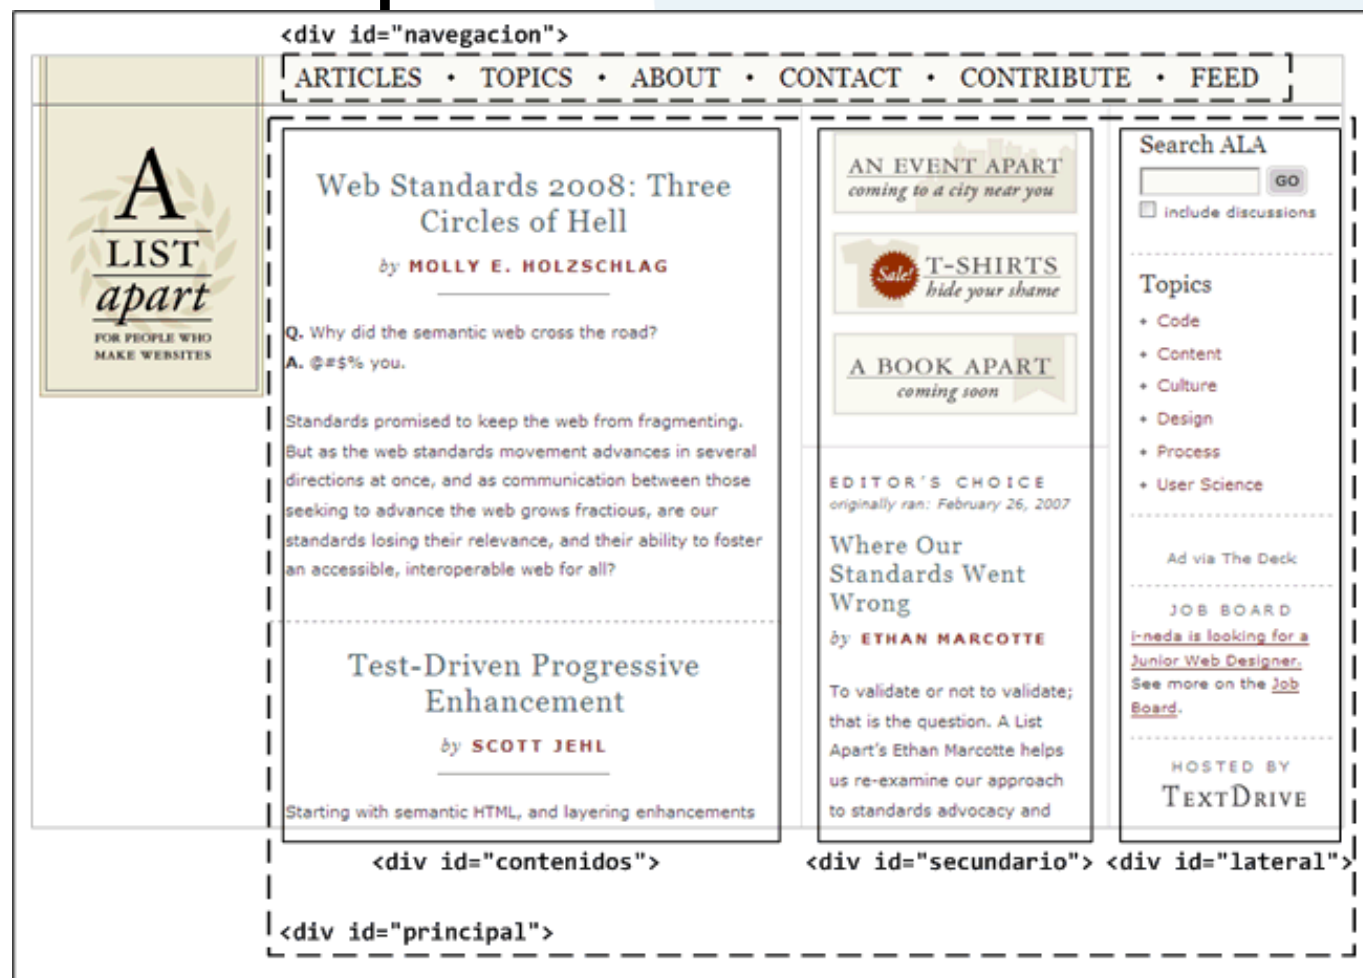 <div id="navegacion">
ARTICLES • TOPICS • ABOUT • CONTACT • CONTRIBUTE • FEED
A
LIST
apart
FOR PEOPLE WHO
MAKE WEBSITES
Web Standards 2008: Three
Circles of Hell
by MOLLY E. HOLZSCHLAG
Q. Why did the semantic web cross the road?
A. @#$% you.
Standards promised to keep the web from fragmenting.
But as the web standards movement advances in several
directions at once, and as communication between those
seeking to advance the web grows fractious, are our
standards losing their relevance, and their ability to foster
an accessible, interoperable web for all?
Test-Driven Progressive
Enhancement
by SCOTT JEHL
Starting with semantic HTML, and layering enhancements
<div id="contenidos">
AN EVENT APART
coming to a city near you
Sale!
T-SHIRTS
hide your shame
A BOOK APART
coming soon
EDITOR'S CHOICE
originally ran: February 26, 2007
Where Our
Standards Went
Wrong
by ETHAN MARCOTTE
To validate or not to validate;
that is the question. A List
Apart's Ethan Marcotte helps
us re-examine our approach
to standards advocacy and
<div id="secundario">
Search ALA
GO
include discussions
Topics
+ Code
+ Content
+ Culture
+ Design
+ Process
+ User Science
Ad via The Deck
JOB BOARD
i-neda is looking for a
Junior Web Designer.
See more on the Job
Board.
HOSTED BY
TEXTDRIVE
<div id="lateral">
<div id="principal">